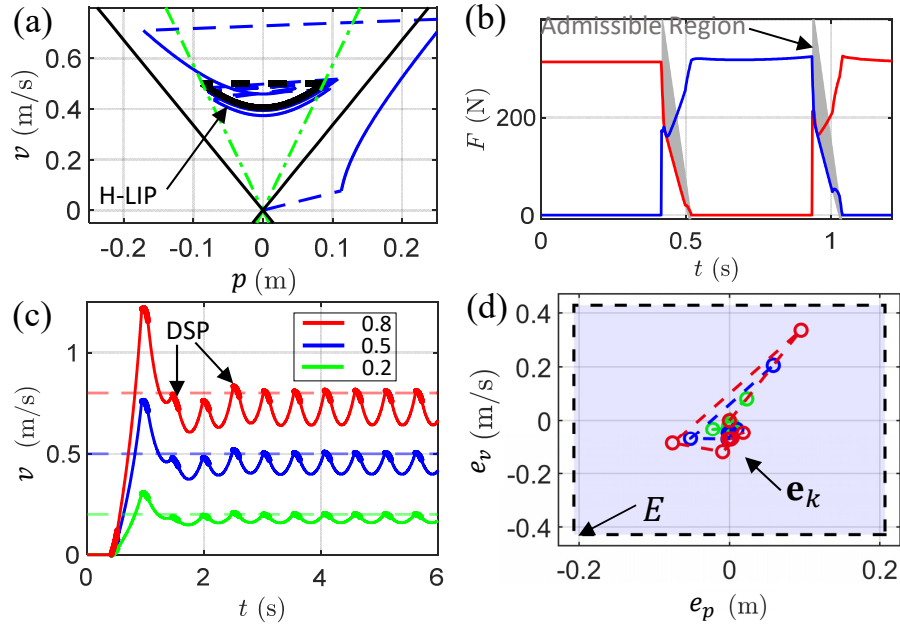 (a)
0.6
0.4
0.2
0
v (m/s)
H-LIP
-0.2
-0.1
0
0.1
0.2
p (m)
(b)
Admissible Region
200
0
F (N)
0
0.5
1
t (s)
(c)
DSP
0.8
0.5
0.2
1
0.5
0
v (m/s)
0
2
4
6
t (s)
(d)
0.4
0.2
0
-0.2
-0.4
e_v (m/s)
e_k
E
-0.2
0
0.2
e_p (m)